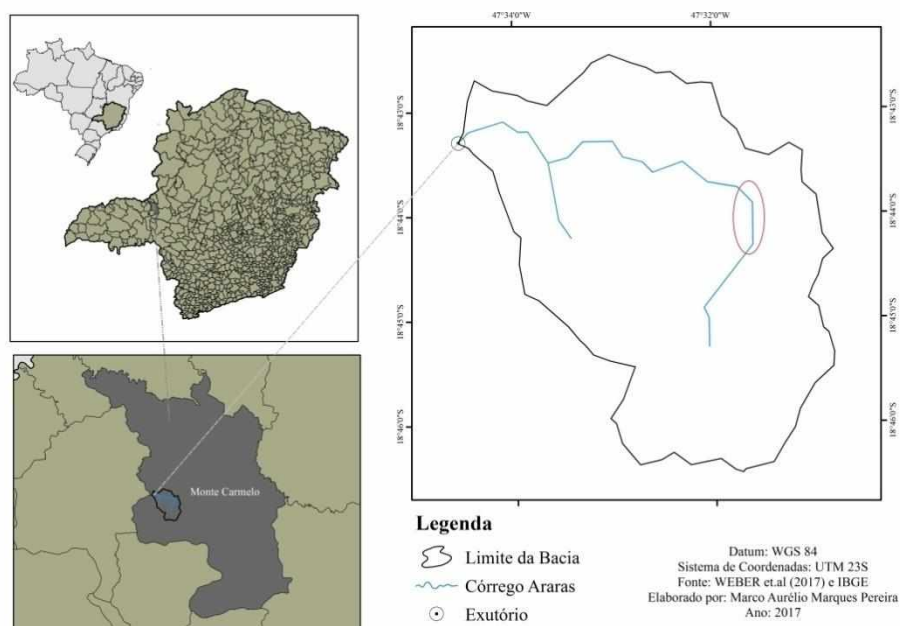 47°34'0"W
47°32'0"W
18°43'0"S
18°43'0"S
18°44'0"S
18°44'0"S
18°45'0"S
18°45'0"S
18°46'0"S
18°46'0"S
Monte Carmelo
Legenda
Limite da Bacia
Córrego Araras
Exutório
Datum: WGS 84
Sistema de Coordenadas: UTM 23S
Fonte: WEBER et.al (2017) e IBGE
Elaborado por: Marco Aurélio Marques Pereira
Ano: 2017